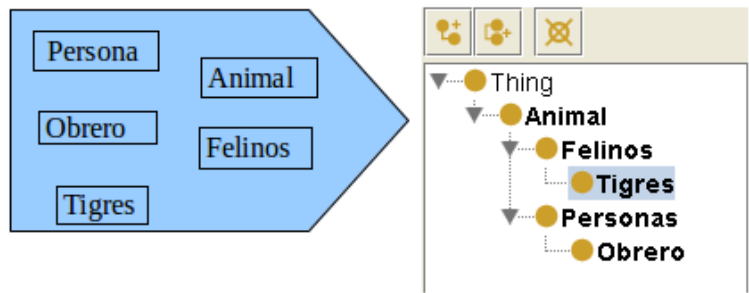 Persona
Animal
Obrero
Felinos
Tigres
Thing
Animal
Felinos
Tigres
Personas
Obrero